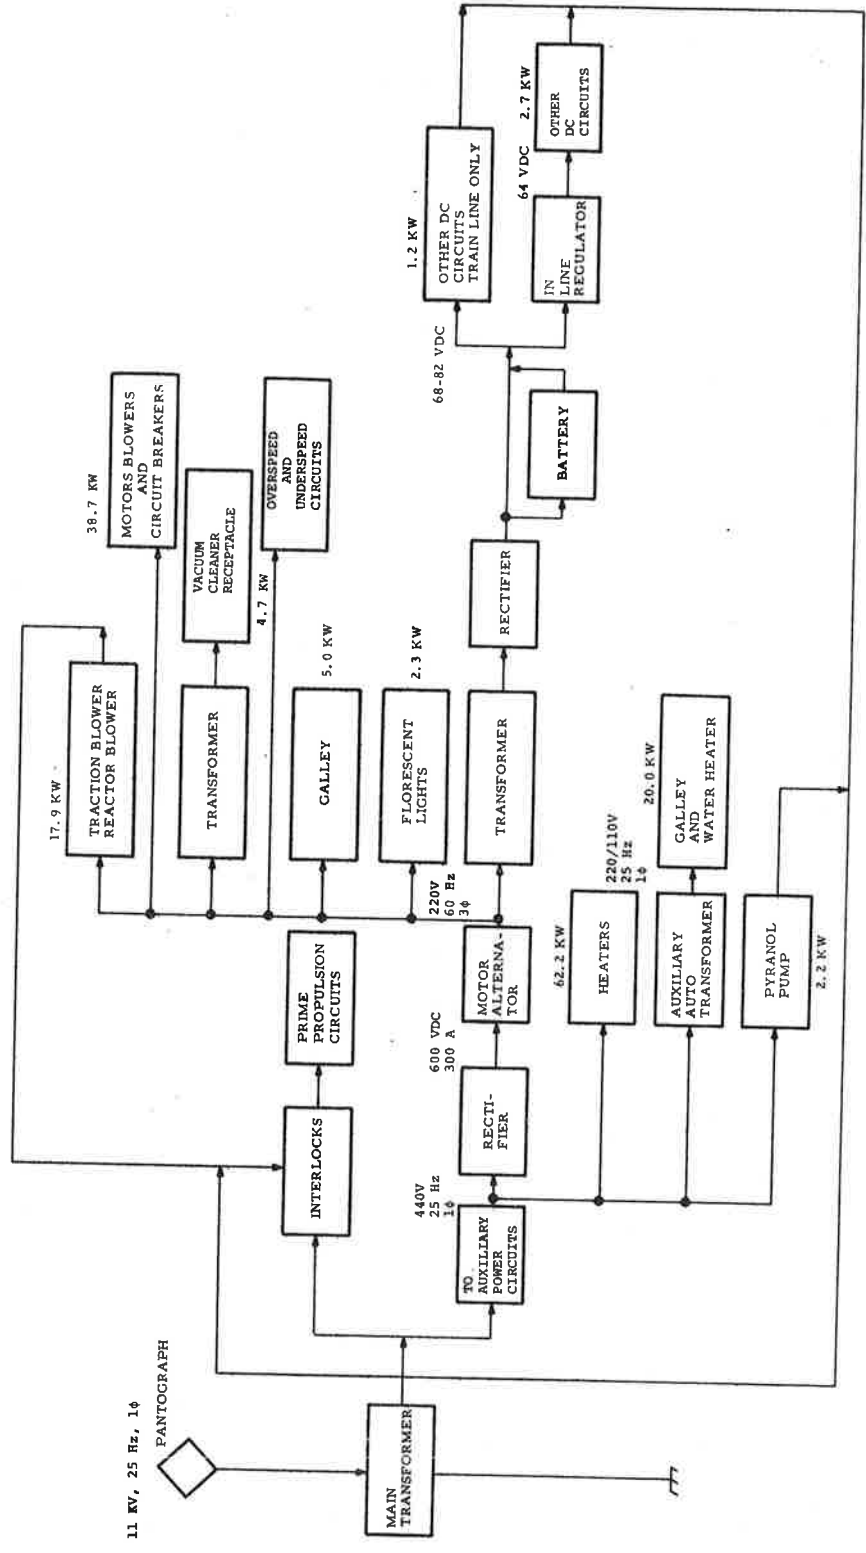 11 KV, 25 Hz, 1φ
PANTOGRAPH
MAIN
TRANSFORMER
INTERLOCKS
PRIME
PROPULSION
CIRCUITS
TO
AUXILIARY
POWER
CIRCUITS
440V
25 Hz
1φ
RECTI-
FIER
600 VDC
300 A
MOTOR
ALTERNA-
TOR
220V
60 Hz
3φ
17.9 KW
TRACTION BLOWER
REACTOR BLOWER
38.7 KW
MOTORS BLOWERS
AND
CIRCUIT BREAKERS
TRANSFORMER
VACUUM
CLEANER
RECEPTACLE
4.7 KW
OVERSPEED
AND
UNDERSPEED
CIRCUITS
GALLEY
5.0 KW
FLORESCENT
LIGHTS
2.3 KW
TRANSFORMER
RECTIFIER
BATTERY
68-82 VDC
1.2 KW
OTHER DC
CIRCUITS
TRAIN LINE ONLY
IN
LINE
REGULATOR
64 VDC
2.7 KW
OTHER
DC
CIRCUITS
62.2 KW
HEATERS
220/110V
25 Hz
1φ
AUXILIARY
AUTO
TRANSFORMER
20.0 KW
GALLEY
AND
WATER HEATER
PYRANOL
PUMP
2.2 KW